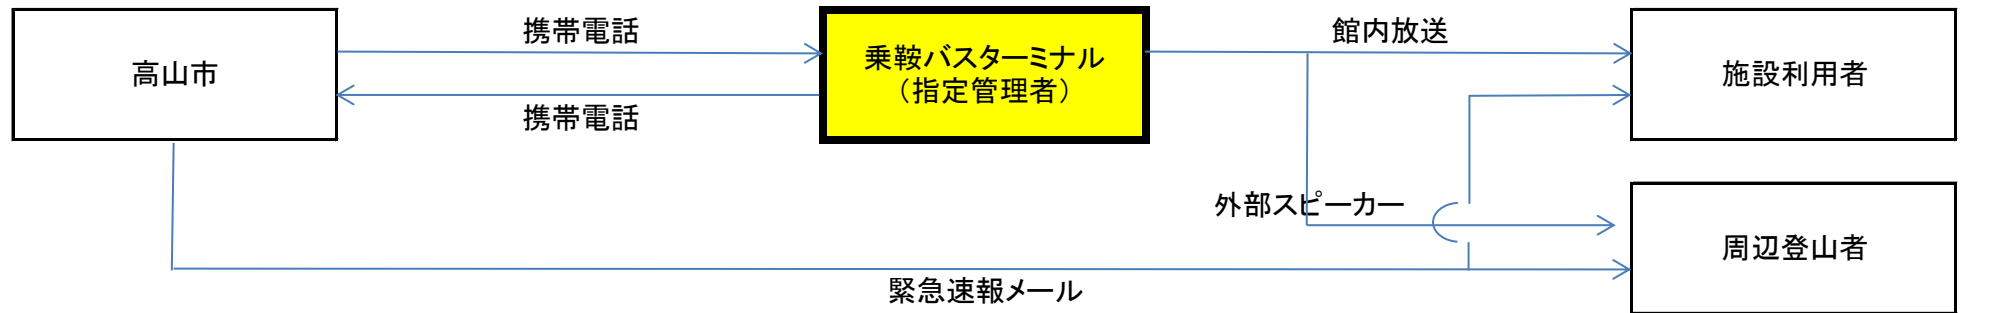 高山市
携帯電話
携帯電話
乗鞍バスターミナル
（指定管理者）
館内放送
施設利用者
外部スピーカー
周辺登山者
緊急速報メール